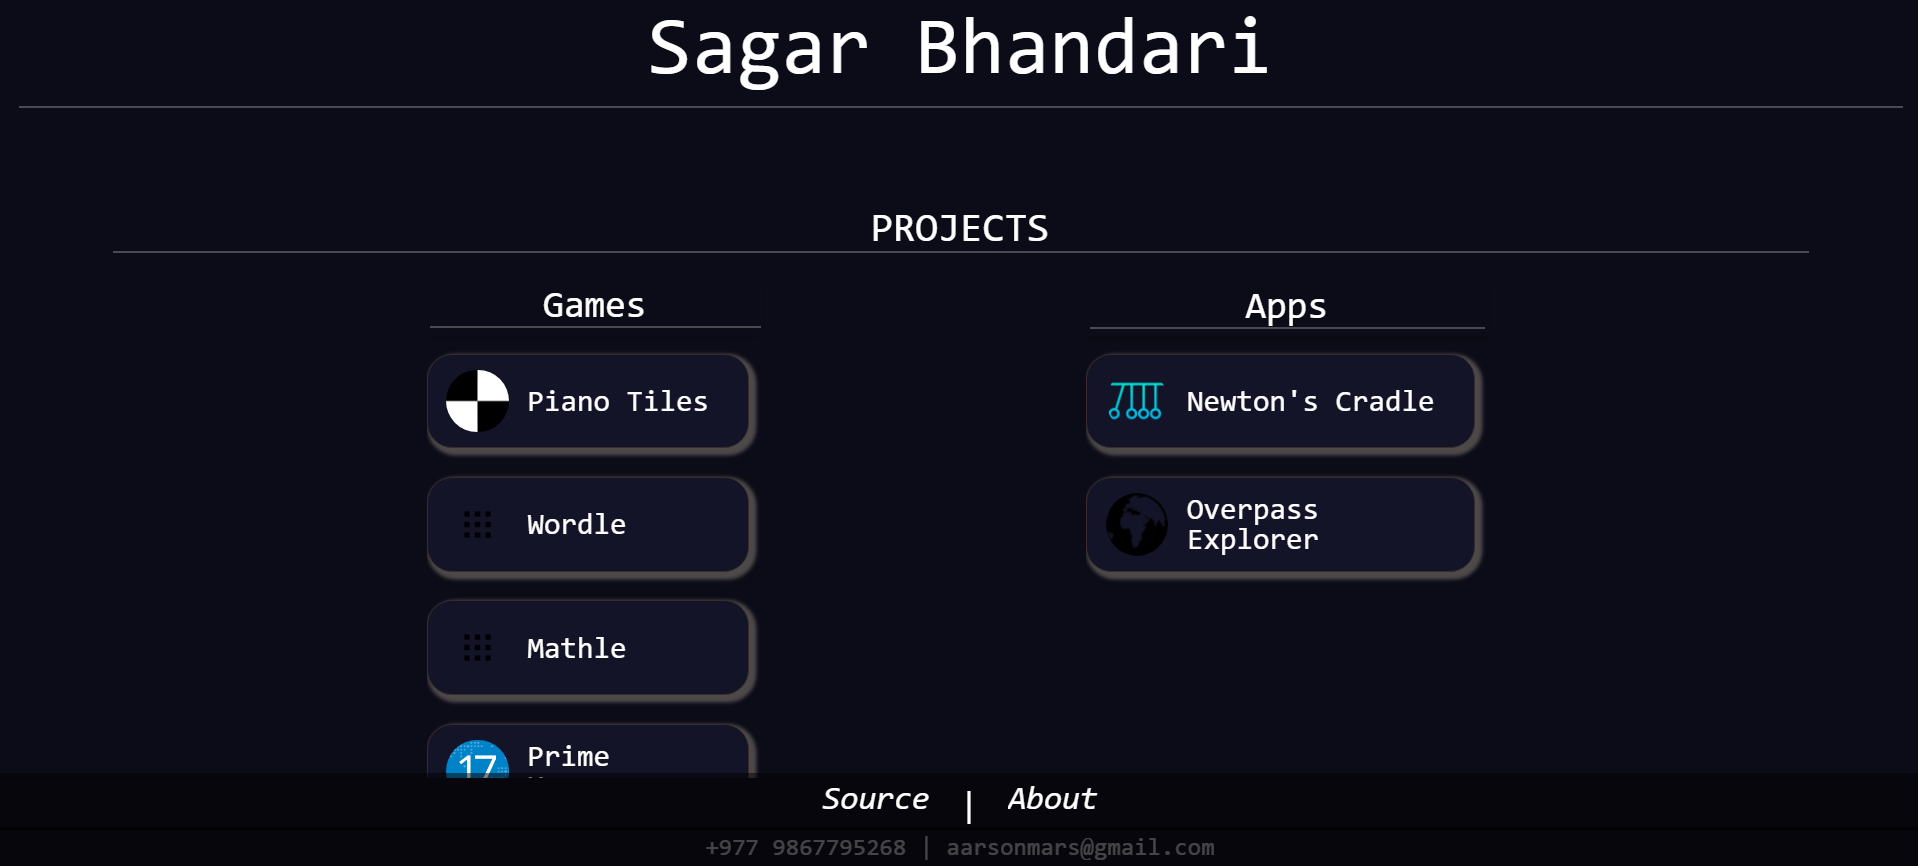 Sagar Bhandari
PROJECTS
Games
Piano Tiles
Wordle
Mathle
17
Prime
Apps
Newton's Cradle
Overpass
Explorer
Source | About
+977 9867795268 | aarsonmars@gmail.com